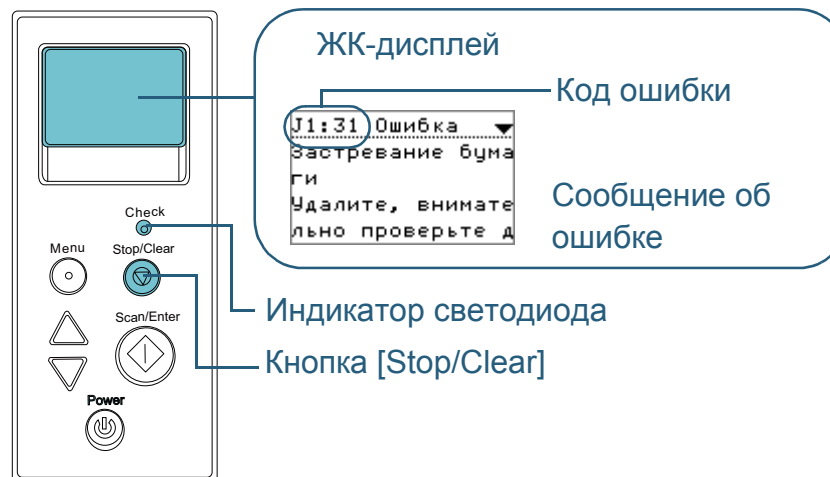 ЖК-дисплей
Код ошибки
J1:31 Ошибка
Застревание бума
ги
Удалите, внимате
льно проверьте д
Сообщение об
ошибке
Check
Menu
Stop/Clear
Индикатор светодиода
Scan/Enter
Кнопка [Stop/Clear]
Power